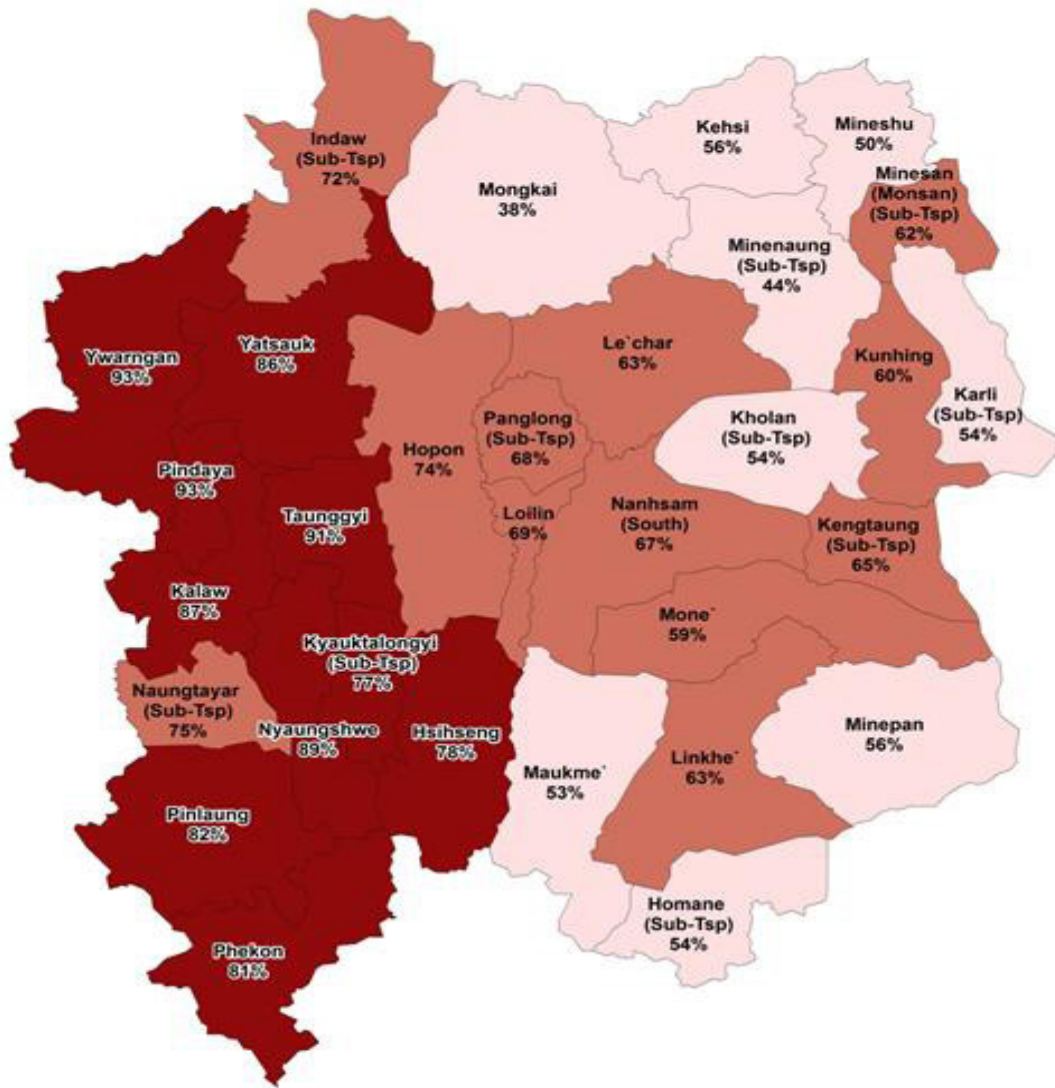 Indaw
(Sub-Tsp)
72%
Mongkai
38%
Kehsi
56%
Mineshu
50%
Minesan
(Monsan)
(Sub-Tsp)
62%
Minenaung
(Sub-Tsp)
44%
Ywarngan
93%
Yatsauk
86%
Le`char
63%
Kunhing
60%
Karli
(Sub-Tsp)
54%
Panglong
(Sub-Tsp)
68%
Kholan
(Sub-Tsp)
54%
Hopon
74%
Pindaya
93%
Taunggyi
91%
Loilin
69%
Nanhsam
(South)
67%
Kengtaung
(Sub-Tsp)
65%
Kalaw
87%
Mone`
59%
Kyauktalongyi
(Sub-Tsp)
77%
Naungtayar
(Sub-Tsp)
75%
Nyaungshwe
89%
Hsihseng
78%
Minepan
56%
Linkhe`
63%
Maukme`
53%
Pinlaung
82%
Homane
(Sub-Tsp)
54%
Phekon
81%